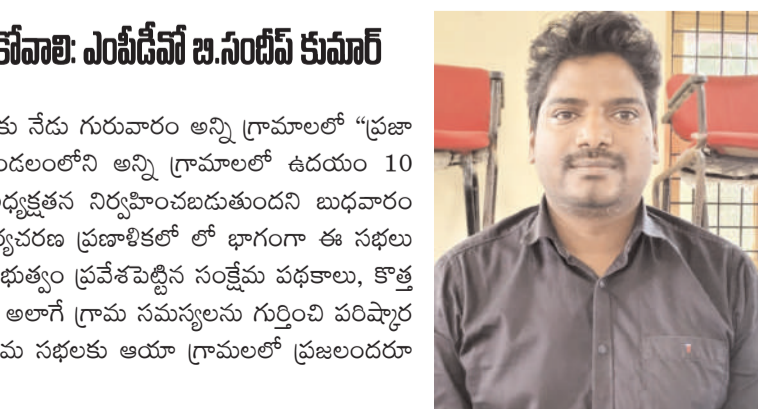 కోవాలి: ఎంపీడీవో బి.సందీప్ కుమార్
కు నేడు గురువారం అన్ని గ్రామాలలో “ప్రజా
ండలంలోని అన్ని గ్రామాలలో ఉదయం 10
ధ్యక్షతన నిర్వహించబడుతుందని బుధవారం
ర్యచరణ ప్రణాళికలో లో భాగంగా ఈ సభలు
భుత్వం ప్రవేశపెట్టిన సంక్షేమ పథకాలు, కొత్త
అలాగే గ్రామ సమస్యలను గుర్తించి పరిష్కార
మ సభలకు ఆయా గ్రామలలో ప్రజలందరూ